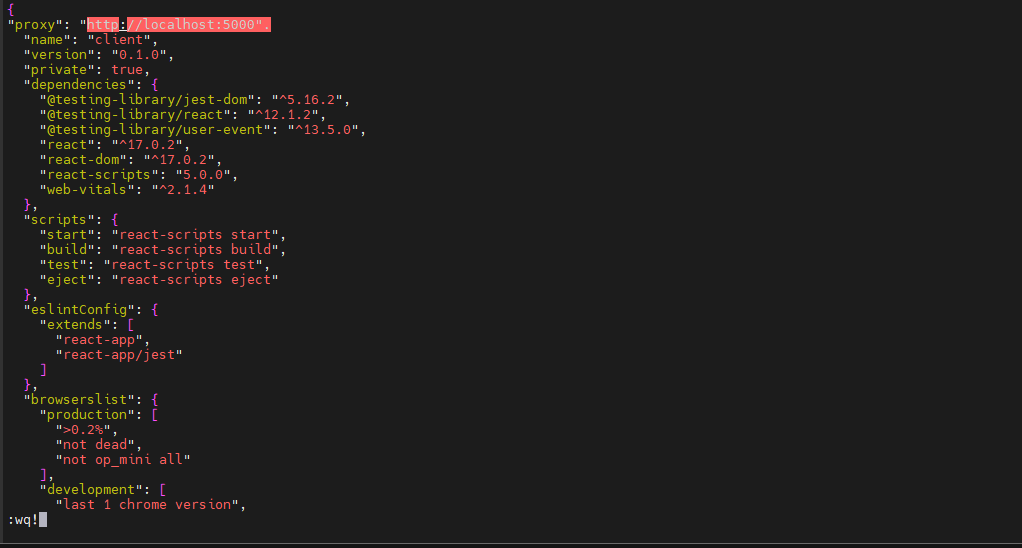 {
"proxy": "http://localhost:5000".
"name": "client",
"version": "0.1.0",
"private": true,
"dependencies": {
"@testing-library/jest-dom": "^5.16.2",
"@testing-library/react": "^12.1.2",
"@testing-library/user-event": "^13.5.0",
"react": "^17.0.2",
"react-dom": "^17.0.2",
"react-scripts": "5.0.0",
"web-vitals": "^2.1.4"
},
"scripts": {
"start": "react-scripts start",
"build": "react-scripts build",
"test": "react-scripts test",
"eject": "react-scripts eject"
},
"eslintConfig": {
"extends": [
"react-app",
"react-app/jest"
]
},
"browserslist": {
"production": [
">0.2%",
"not dead",
"not op_mini all"
],
"development": [
"last 1 chrome version",
:wq!